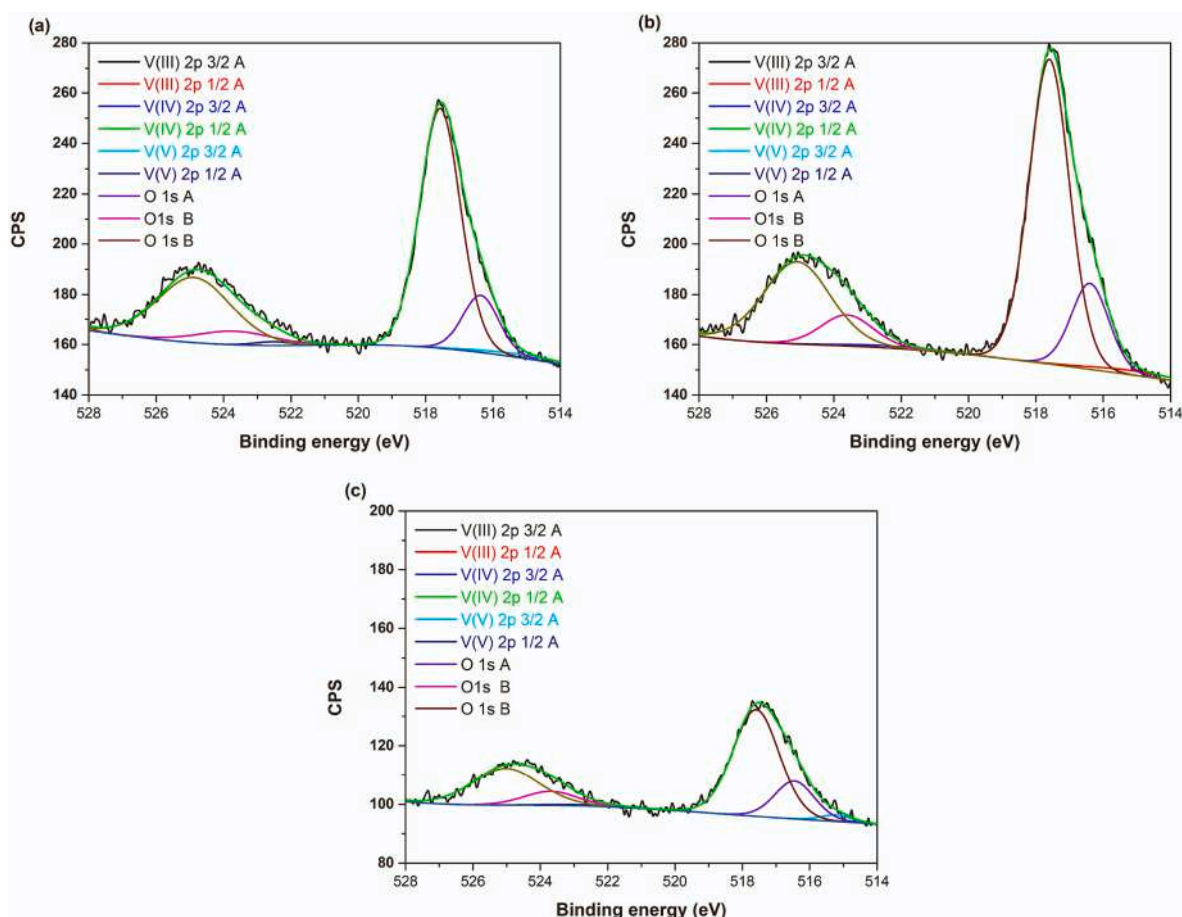 (a)
280
260
240
220
200
180
160
140
CPS
V(III) 2p 3/2 A
V(III) 2p 1/2 A
V(IV) 2p 3/2 A
V(IV) 2p 1/2 A
V(V) 2p 3/2 A
V(V) 2p 1/2 A
O 1s A
O1s B
O 1s B
528 526 524 522 520 518 516 514
Binding energy (eV)
(b)
280
260
240
220
200
180
160
140
CPS
V(III) 2p 3/2 A
V(III) 2p 1/2 A
V(IV) 2p 3/2 A
V(IV) 2p 1/2 A
V(V) 2p 3/2 A
V(V) 2p 1/2 A
O 1s A
O1s B
O 1s B
528 526 524 522 520 518 516 514
Binding energy (eV)
(c)
200
180
160
140
120
100
80
CPS
V(III) 2p 3/2 A
V(III) 2p 1/2 A
V(IV) 2p 3/2 A
V(IV) 2p 1/2 A
V(V) 2p 3/2 A
V(V) 2p 1/2 A
O 1s A
O1s B
O 1s B
528 526 524 522 520 518 516 514
Binding energy (eV)